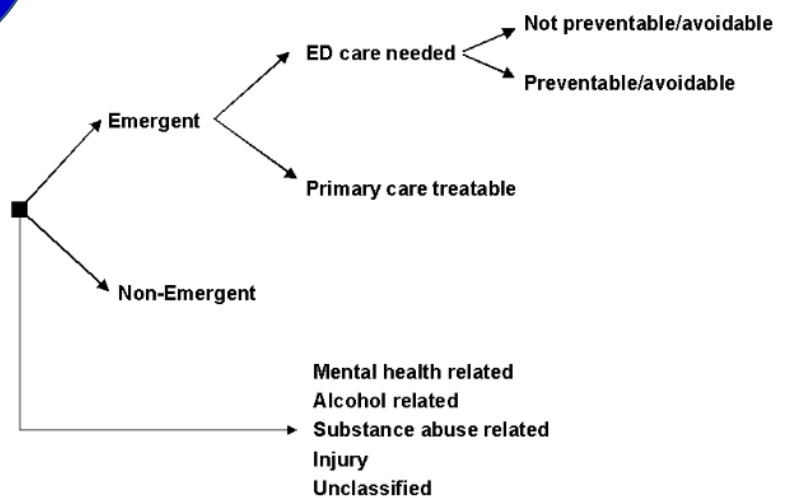 Not preventable/avoidable
ED care needed
Preventable/avoidable
Emergent
Primary care treatable
Non-Emergent
Mental health related
Alcohol related
Substance abuse related
Injury
Unclassified